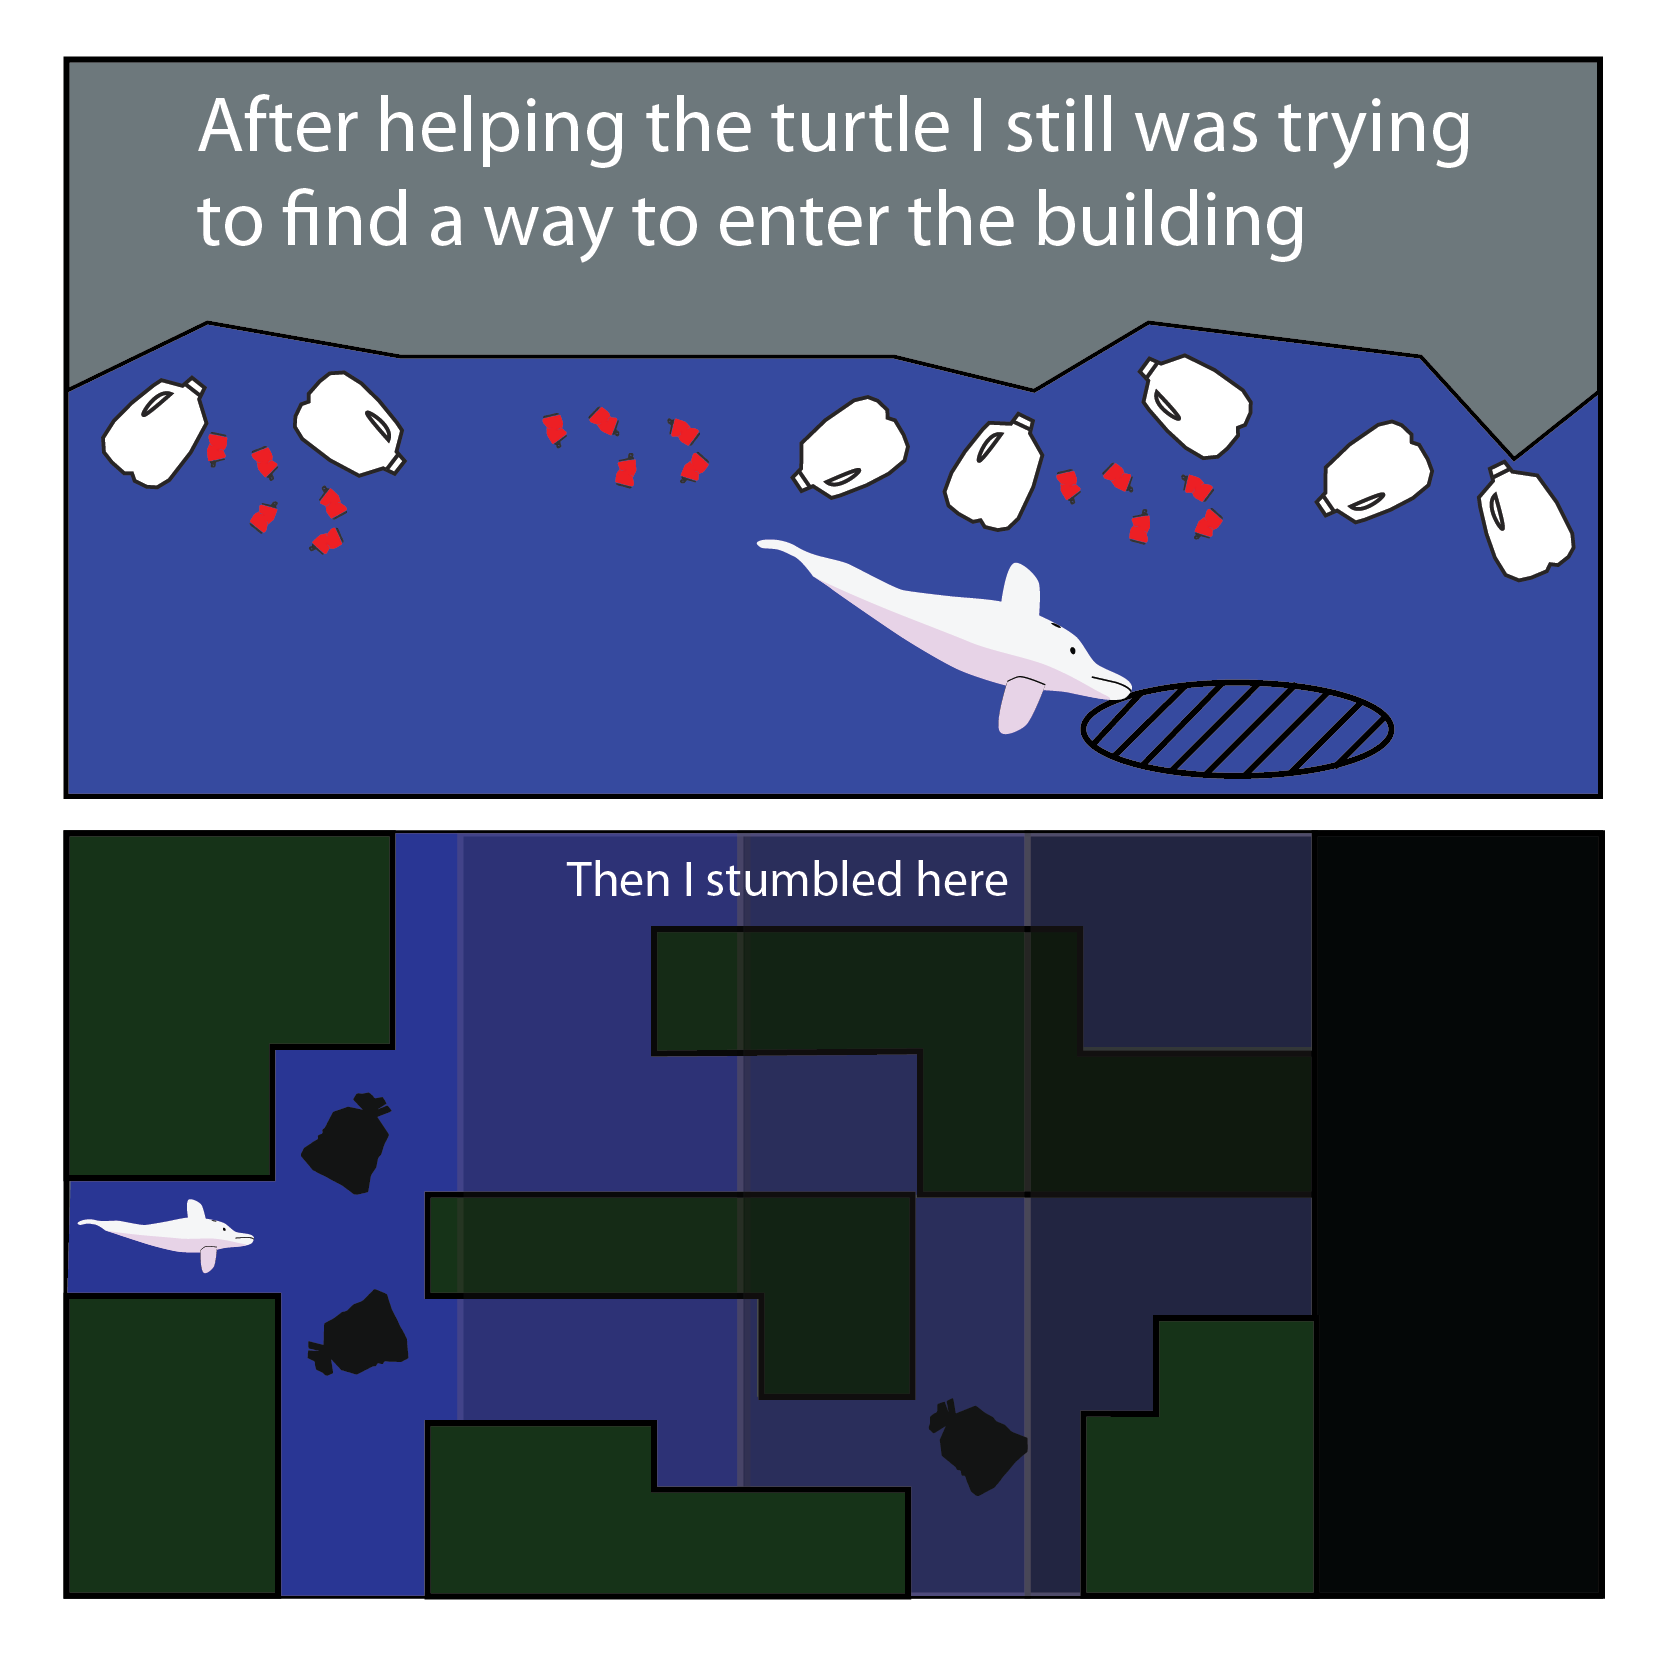 After helping the turtle I still was trying
to find a way to enter the building
Then I stumbled here